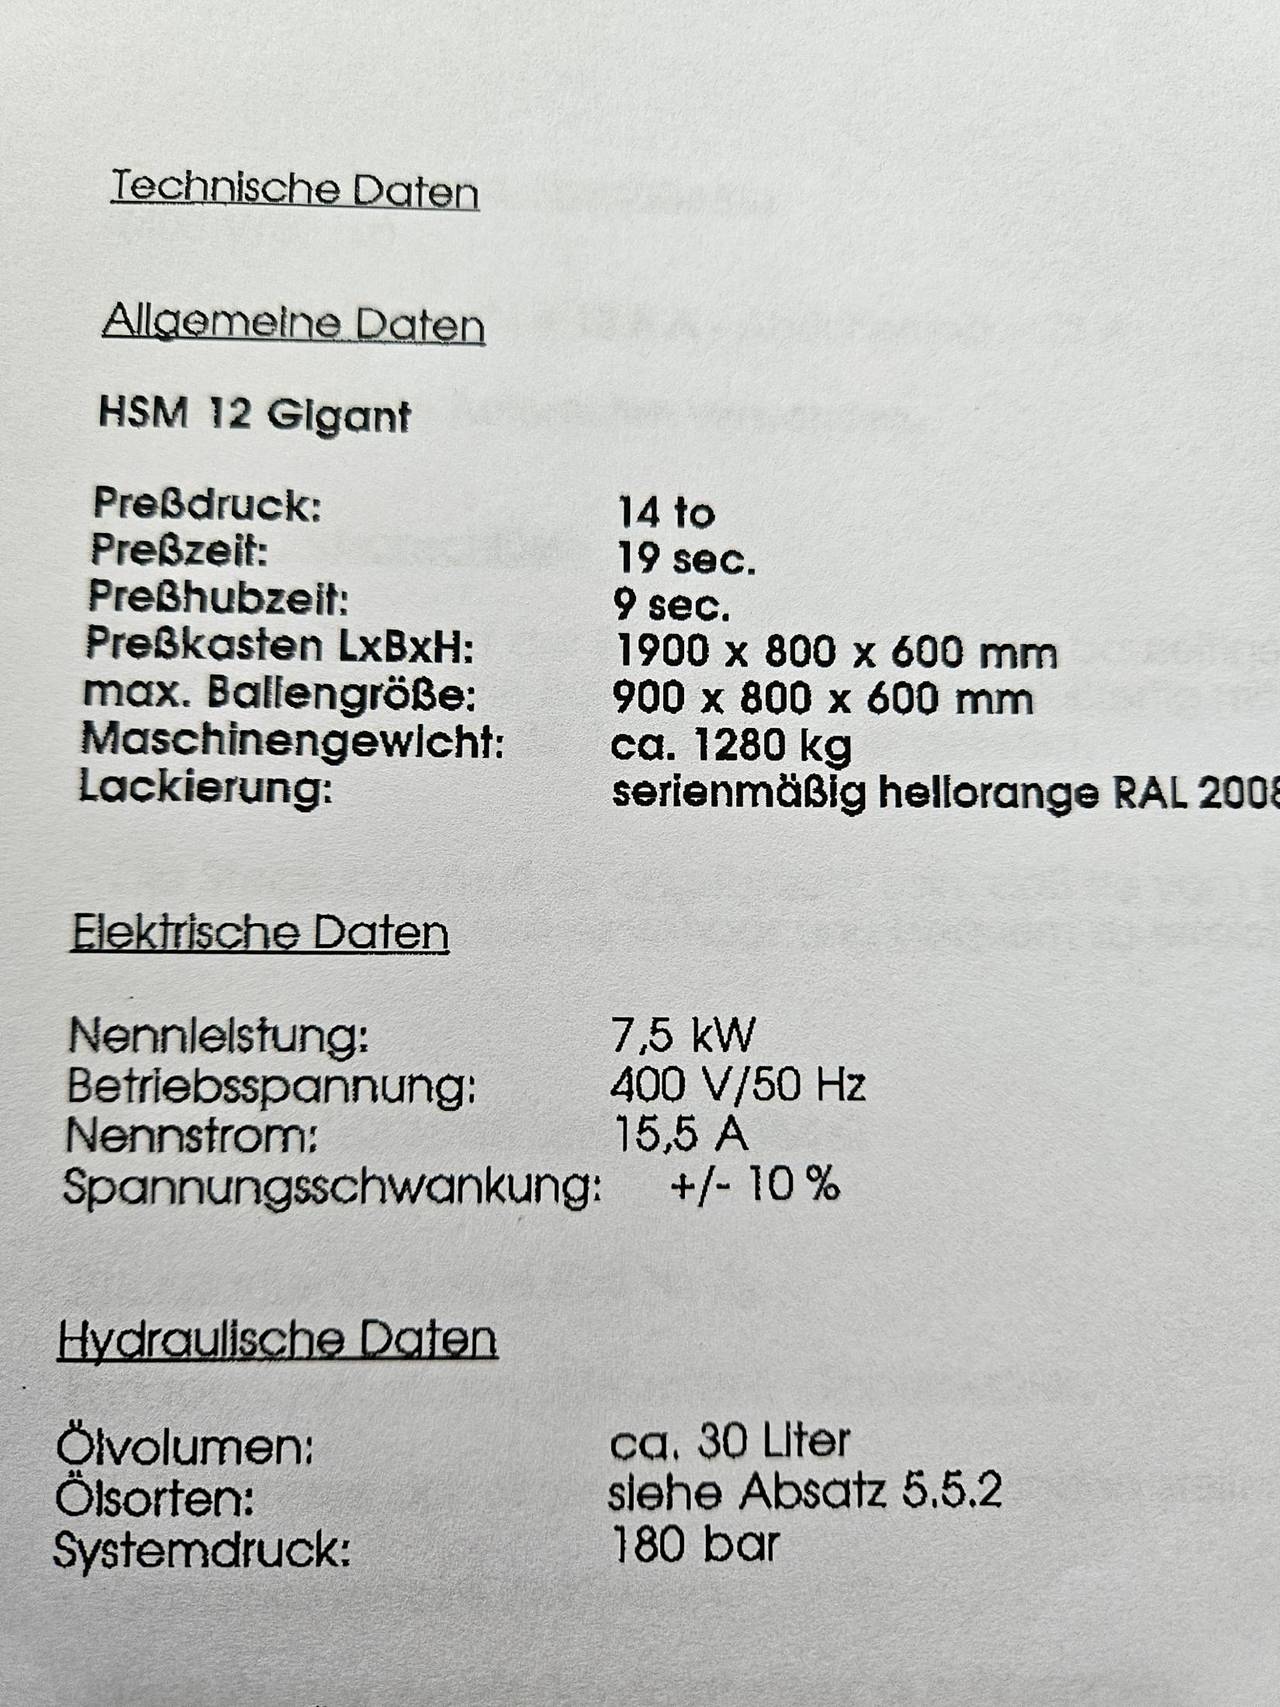 Technische Daten
Allgemeine Daten
HSM 12 Gigant
Preßdruck: 14 to
Preßzeit: 19 sec.
Preßhubzeit: 9 sec.
Preßkasten LxBxH: 1900 x 800 x 600 mm
max. Ballengröße: 900 x 800 x 600 mm
Maschinengewicht: ca. 1280 kg
Lackierung: serienmäßig hellorange RAL 2008
Elektrische Daten
Nennleistung: 7,5 kW
Betriebsspannung: 400 V/50 Hz
Nennstrom: 15,5 A
Spannungsschwankung: +/- 10 %
Hydraulische Daten
Ölvolumen: ca. 30 Liter
Ölsorten: siehe Absatz 5.5.2
Systemdruck: 180 bar